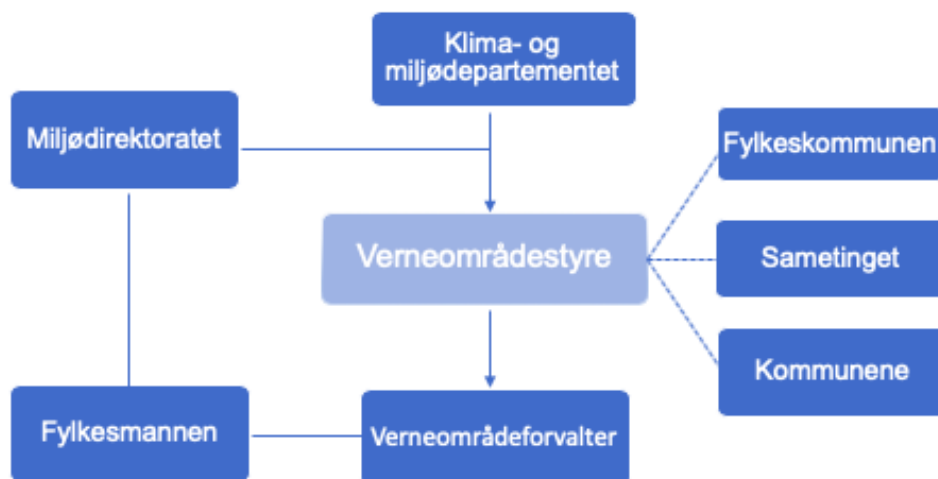 Klima- og
miljødepartementet
Miljødirektoratet
Fylkeskommunen
Verneområdestyre
Sametinget
Kommunene
Fylkesmannen
Verneområdeforvalter